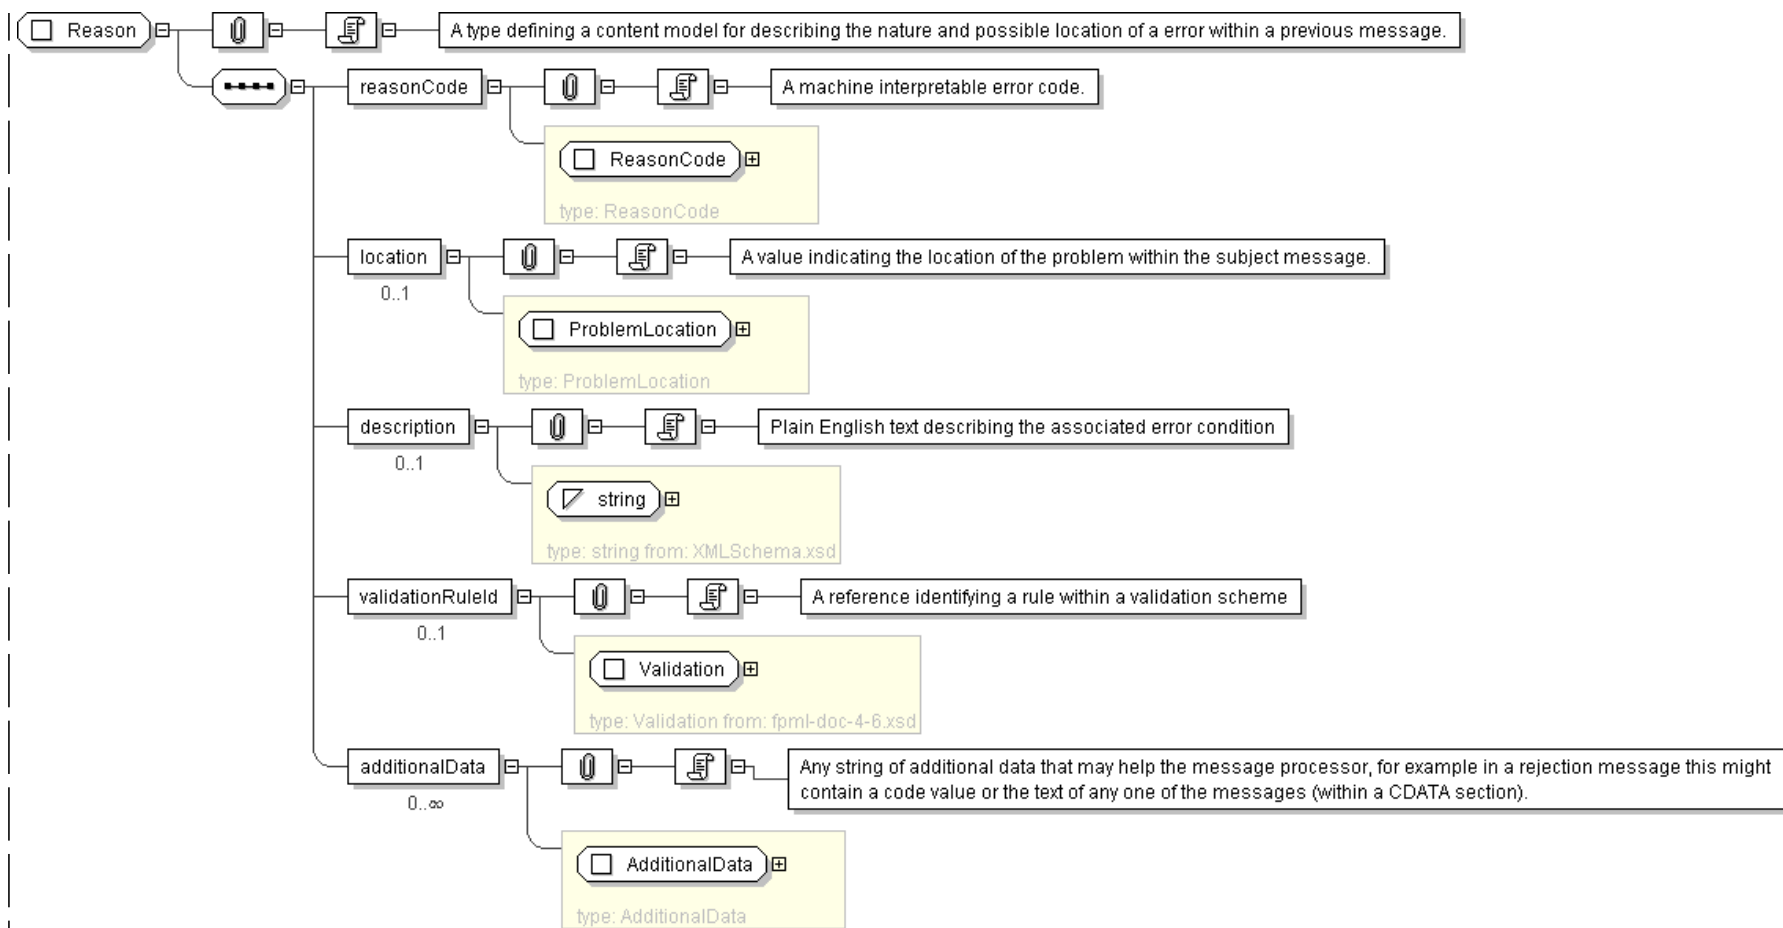 Reason
A type defining a content model for describing the nature and possible location of a error within a previous message.
reasonCode
A machine interpretable error code.
ReasonCode
type: ReasonCode
location
A value indicating the location of the problem within the subject message.
0..1
ProblemLocation
type: ProblemLocation
description
Plain English text describing the associated error condition
0..1
string
type: string from: XMLSchema.xsd
validationRuleId
A reference identifying a rule within a validation scheme
0..1
Validation
type: Validation from: fpml-doc-4-6.xsd
additionalData
Any string of additional data that may help the message processor, for example in a rejection message this might
contain a code value or the text of any one of the messages (within a CDATA section).
0..∞
AdditionalData
type: AdditionalData